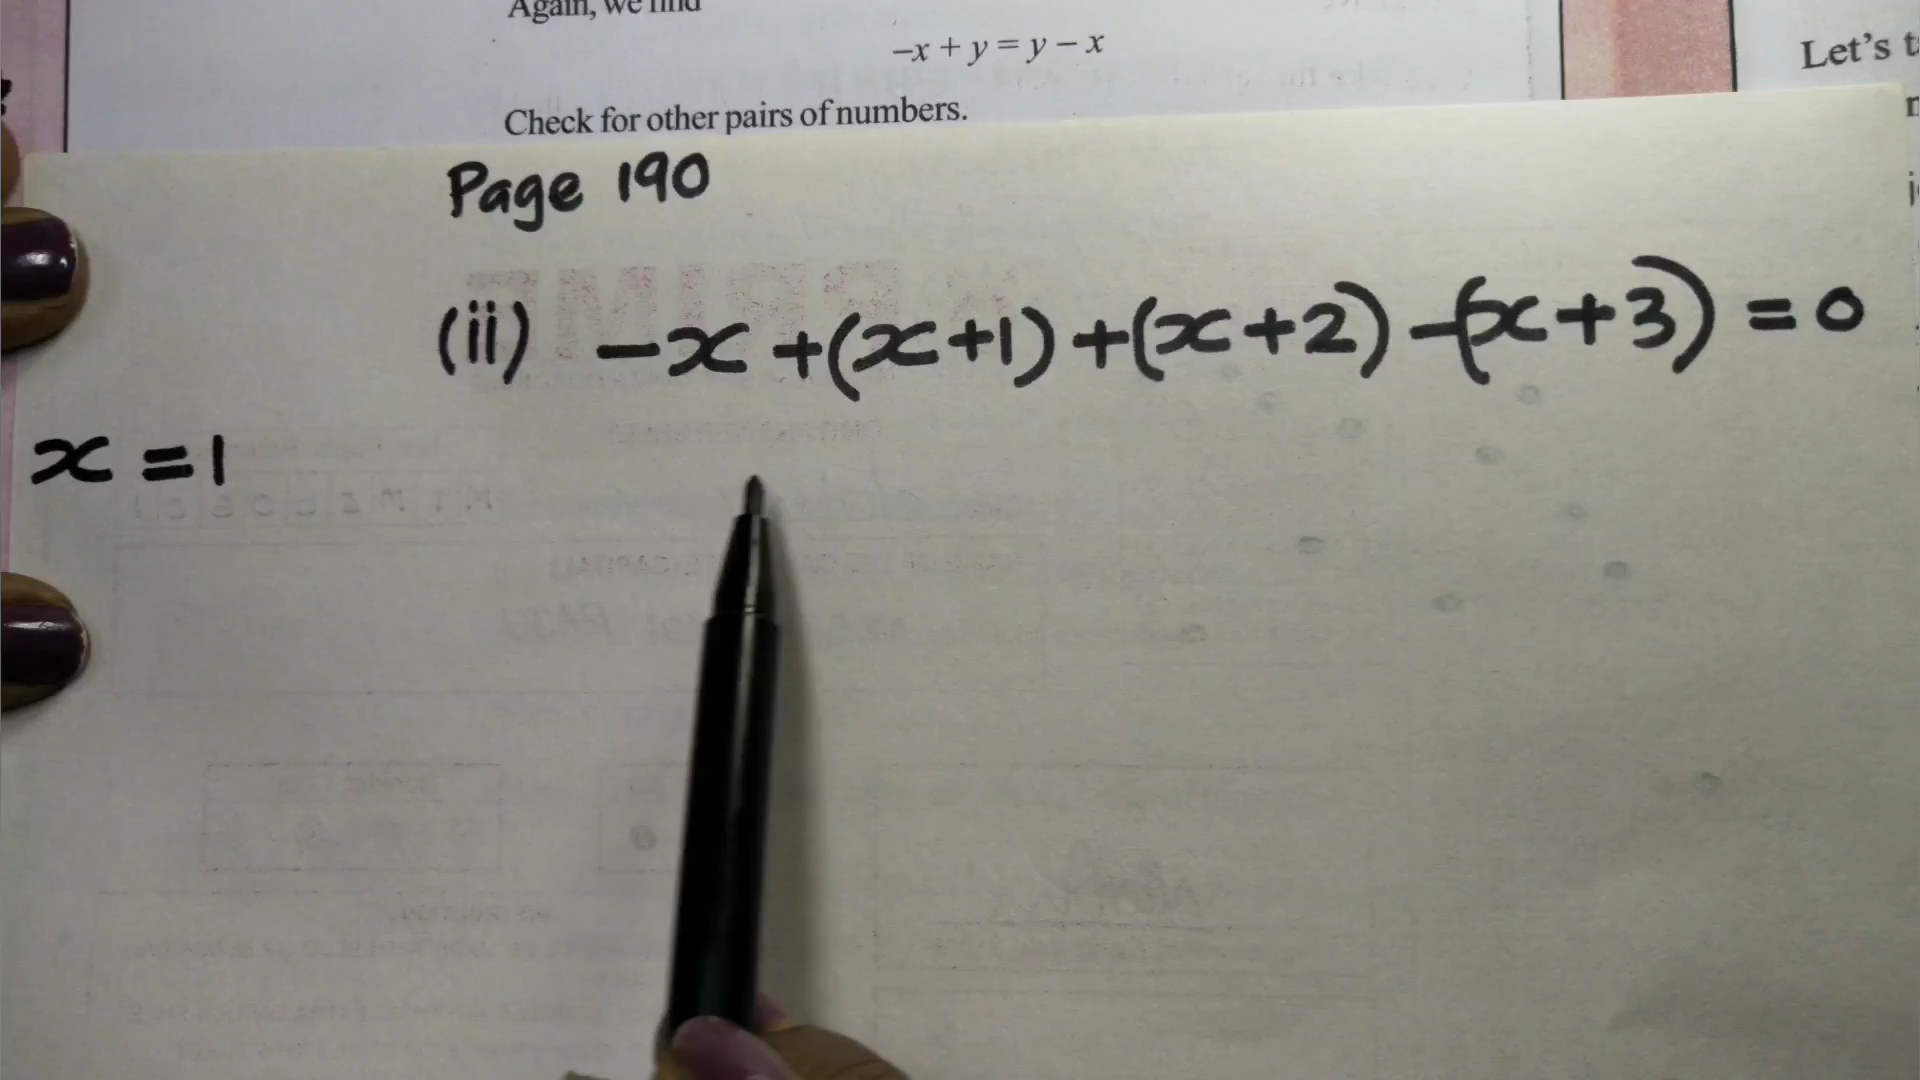 Again, we find
−x + y = y − x
Let's t
Check for other pairs of numbers.
Page 190
(ii) −x +(x+1) +(x+2) −(x+3) = 0
x = 1